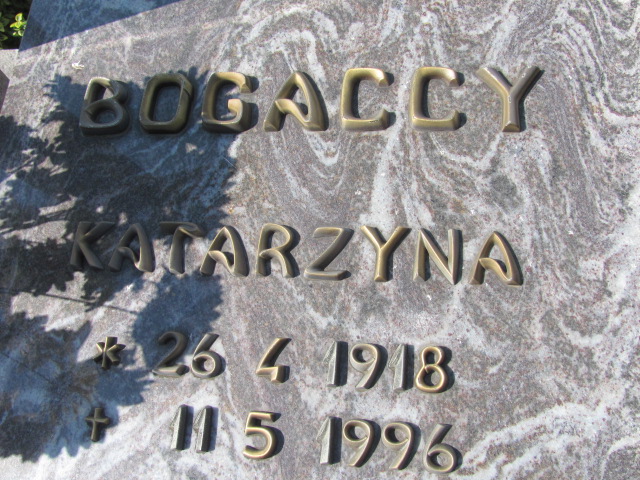 BOGACCY
KATARZYNA
* 26 4 1918
† 11 5 1996